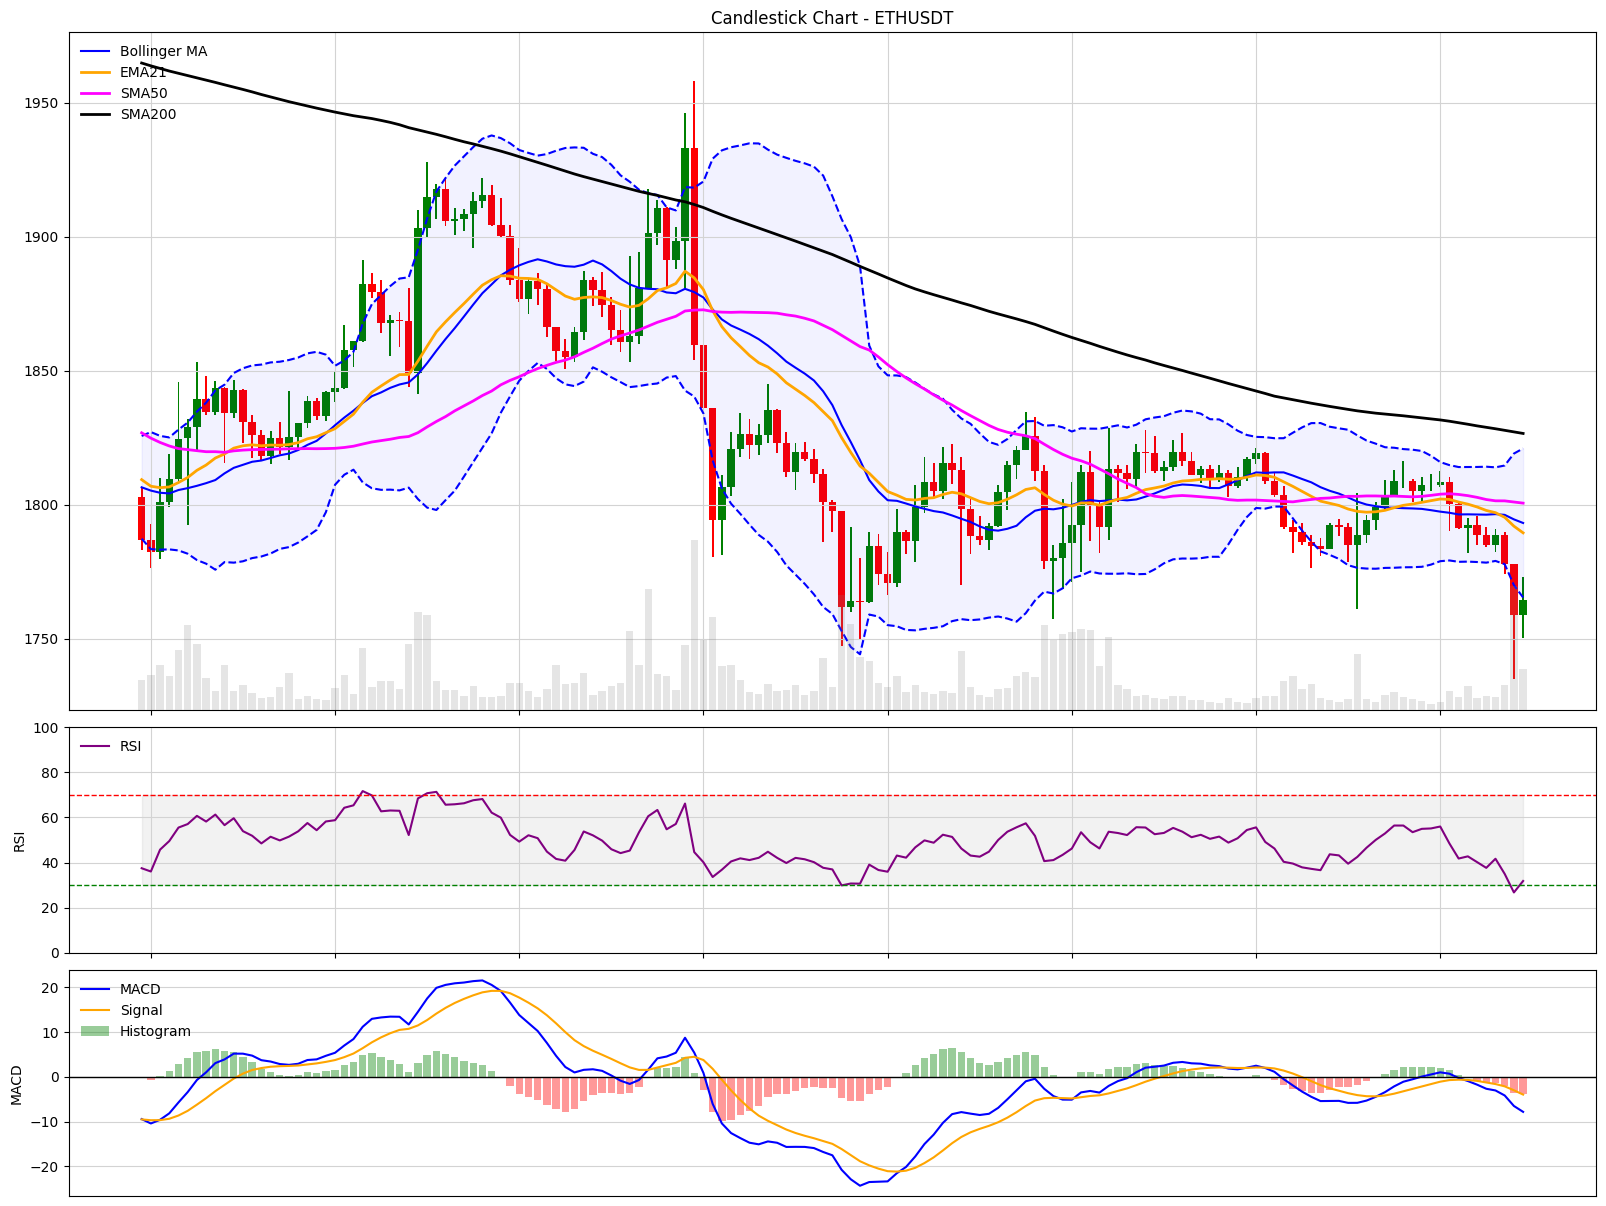 Candlestick Chart - ETHUSDT
Bollinger MA
EMA21
SMA50
SMA200
1950
1900
1850
1800
1750
RSI
100
80
60
40
20
0
RSI
MACD
Signal
Histogram
20
10
0
−10
−20
MACD